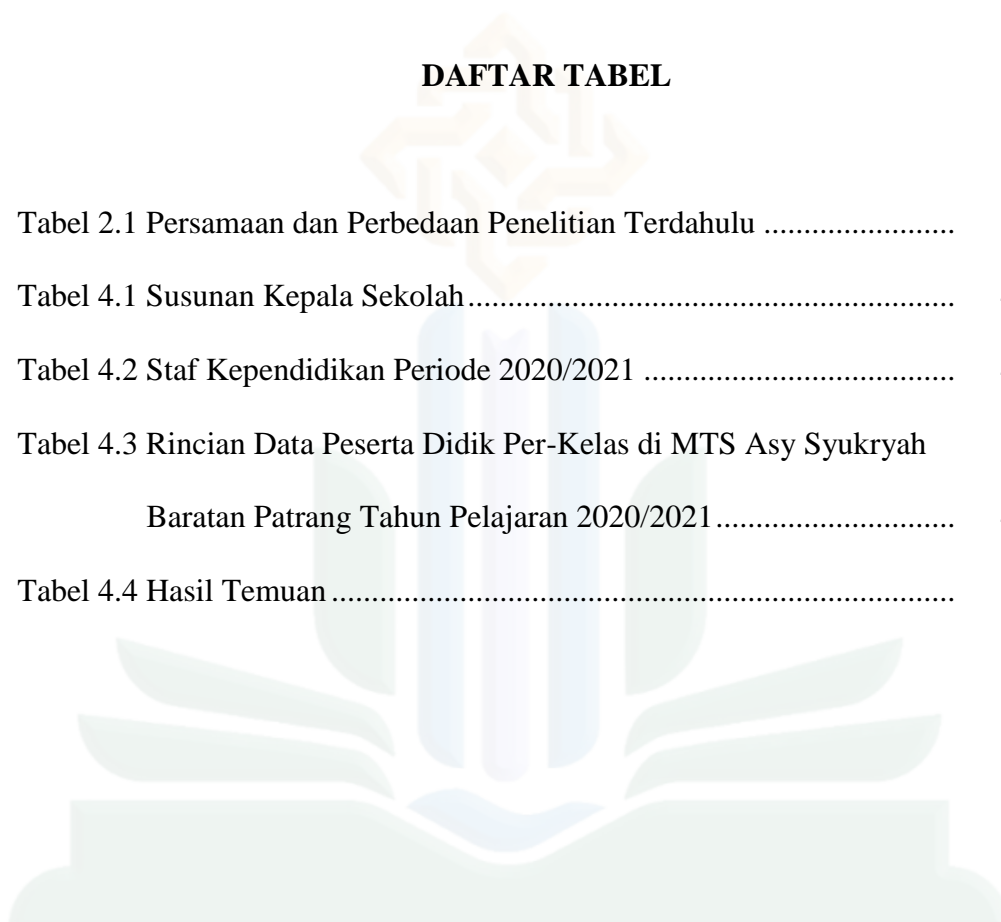 DAFTAR TABEL
Tabel 2.1 Persamaan dan Perbedaan Penelitian Terdahulu ........................
Tabel 4.1 Susunan Kepala Sekolah.............................................................
Tabel 4.2 Staf Kependidikan Periode 2020/2021 .......................................
Tabel 4.3 Rincian Data Peserta Didik Per-Kelas di MTS Asy Syukryah
Baratan Patrang Tahun Pelajaran 2020/2021..............................
Tabel 4.4 Hasil Temuan..............................................................................